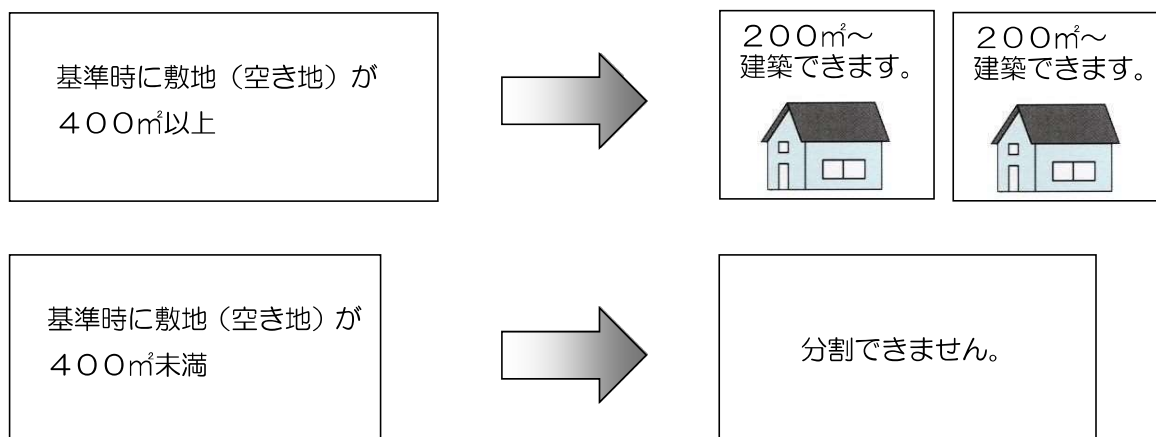 基準時に敷地（空き地）が
４００㎡以上
２００㎡～
建築できます。
２００㎡～
建築できます。
基準時に敷地（空き地）が
４００㎡未満
分割できません。